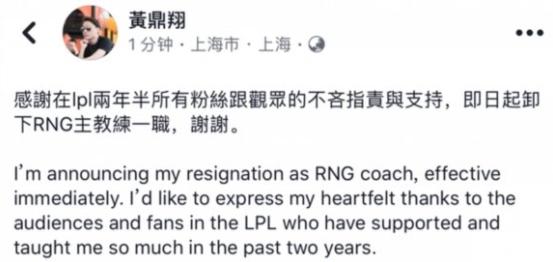 黃鼎翔
1 分钟 · 上海市 · 上海 ·
感謝在lpl兩年半所有粉絲跟觀眾的不吝指責與支持，即日起卸
下RNG主教練一職，謝謝。
I'm announcing my resignation as RNG coach, effective
immediately. I'd like to express my heartfelt thanks to the
audiences and fans in the LPL who have supported and
taught me so much in the past two years.